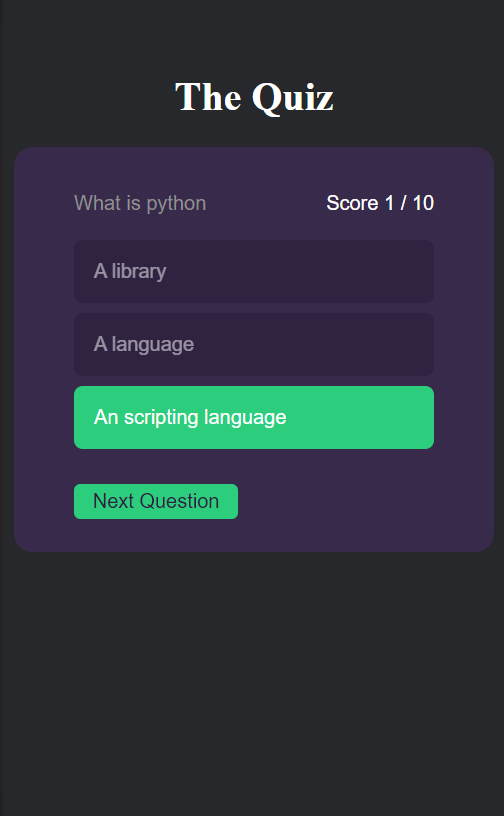 The Quiz
What is python Score 1 / 10
A library
A language
An scripting language
Next Question